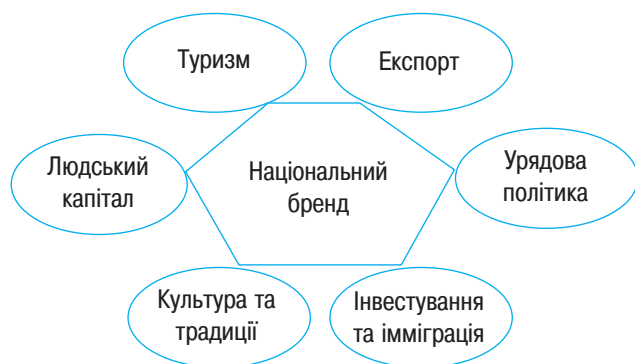 Туризм
Експорт
Людський
капітал
Національний
бренд
Урядова
політика
Культура та
традиції
Інвестування
та імміграція